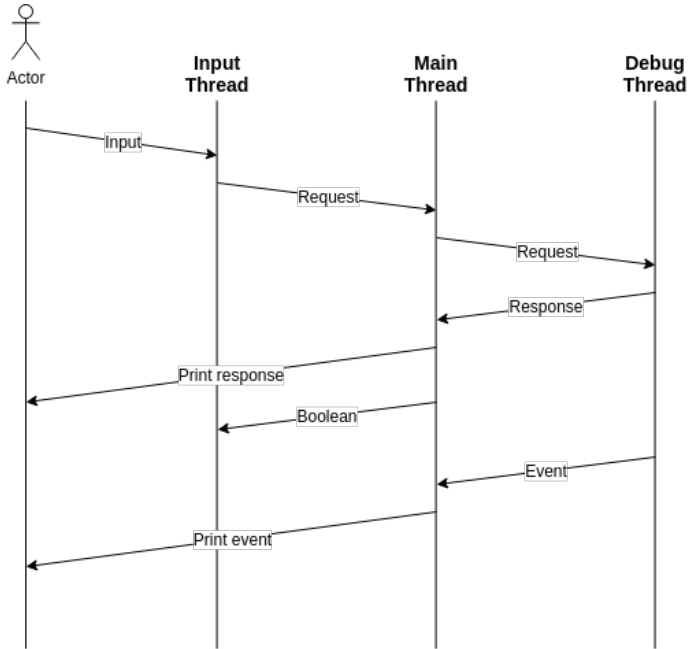 Actor
Input
Thread
Main
Thread
Debug
Thread
Input
Request
Request
Response
Print response
Boolean
Event
Print event